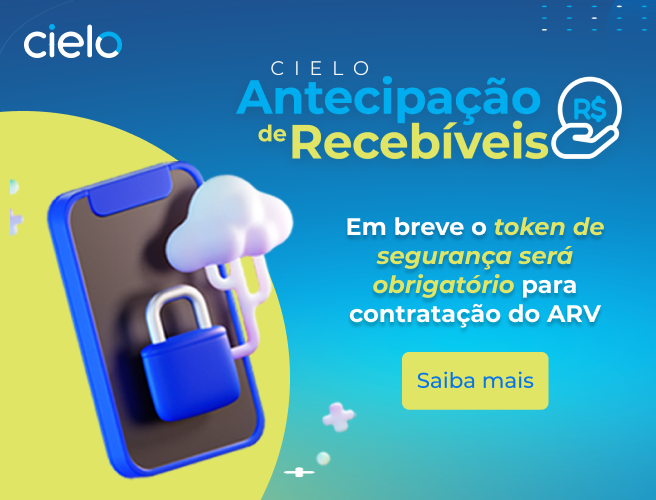 cielo
CIELO
Antecipação
de Recebíveis
R$
Em breve o token de
segurança será
obrigatório para
contratação do ARV
Saiba mais